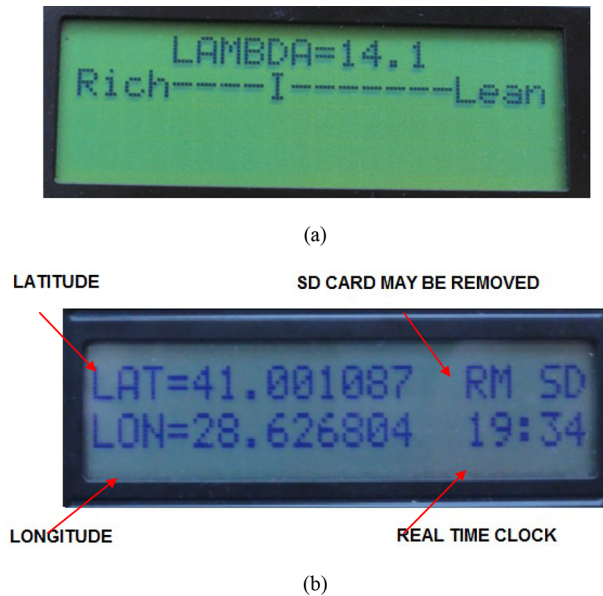 LAMBDA=14.1
Rich----I-------Lean
(a)
LATITUDE
SD CARD MAY BE REMOVED
LAT=41.001087 RM SD
LON=28.626804 19:34
LONGITUDE
REAL TIME CLOCK
(b)